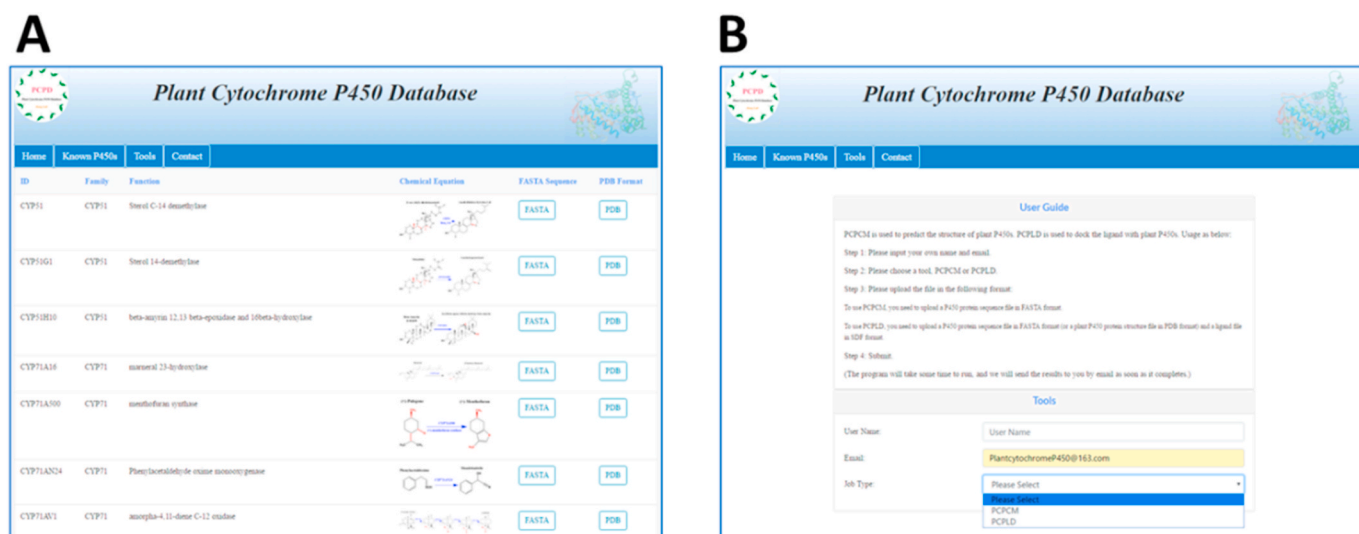 A
PCPD
Plant Cytochrome P450 Database
Home Known P450s Tools Contact
ID Family Function Chemical Equation FASTA Sequence PDB Format
CYP51 CYP51 Sterol C-14 demethylase FASTA PDB
CYP51G1 CYP51 Sterol 14-demethylase FASTA PDB
CYP51H10 CYP51 beta-amyrin 12,13 beta-epoxidase and 16beta-hydroxylase FASTA PDB
CYP71A16 CYP71 marneral 23-hydroxylase FASTA PDB
CYP71A500 CYP71 menthofuran synthase FASTA PDB
CYP71AN24 CYP71 Phenylacetaldehyde oxime monooxygenase FASTA PDB
CYP71AV1 CYP71 amorpha-4,11-diene C-12 oxidase FASTA PDB
B
PCPD
Plant Cytochrome P450 Database
Home Known P450s Tools Contact
User Guide
PCPCM is used to predict the structure of plant P450s. PCPLD is used to dock the ligand with plant P450s. Usage as below:
Step 1: Please input your own name and email.
Step 2: Please choose a tool, PCPCM or PCPLD.
Step 3: Please upload the file in the following format:
To use PCPCM, you need to upload a P450 protein sequence file in FASTA format.
To use PCPLD, you need to upload a P450 protein sequence file in FASTA format (or a plant P450 protein structure file in PDB format) and a ligand file
in SDF format.
Step 4: Submit.
(The program will take some time to run, and we will send the results to you by email as soon as it completes.)
Tools
User Name: User Name
Email: PlantcytochromeP450@163.com
Job Type: Please Select
Please Select
PCPCM
PCPLD